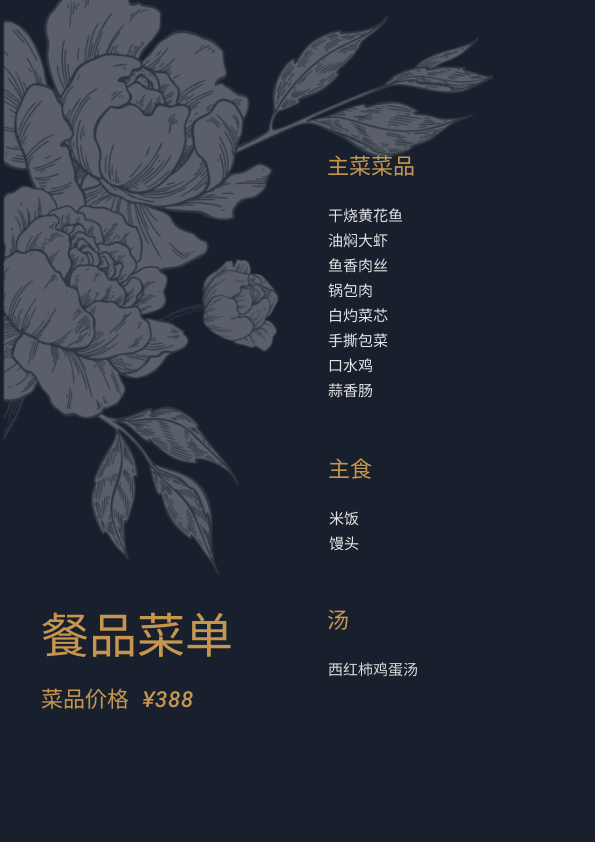 主菜菜品
干烧黄花鱼
油焖大虾
鱼香肉丝
锅包肉
白灼菜芯
手撕包菜
口水鸡
蒜香肠
主食
米饭
馒头
汤
西红柿鸡蛋汤
餐品菜单
菜品价格 ¥388